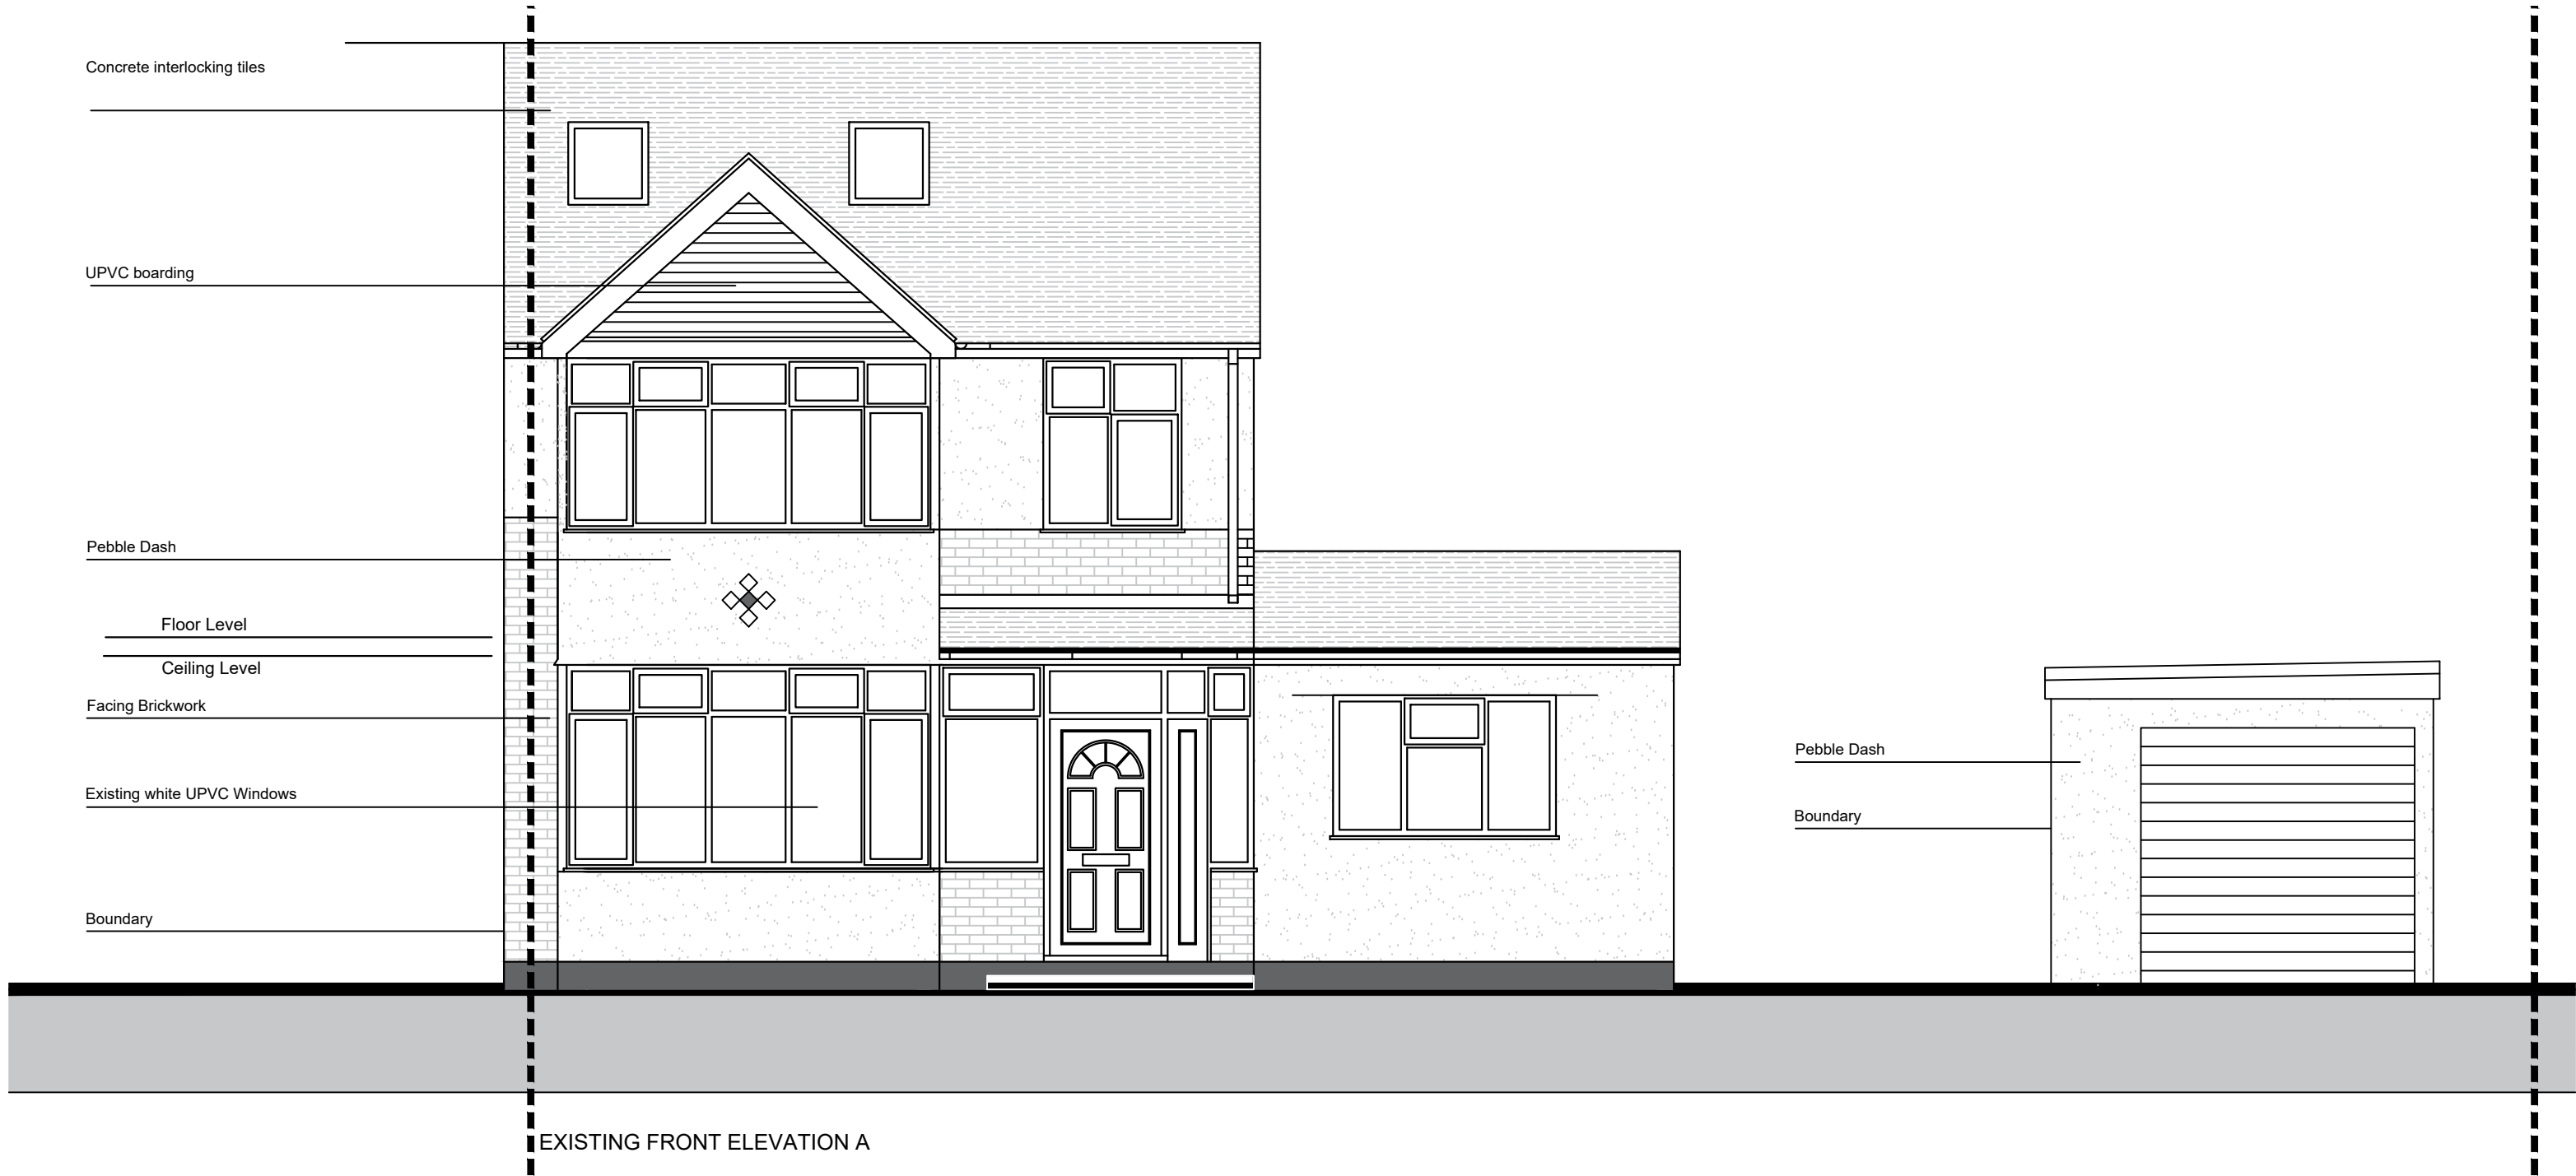 Concrete interlocking tiles
UPVC boarding
Pebble Dash
Floor Level
Ceiling Level
Facing Brickwork
Existing white UPVC Windows
Boundary
Pebble Dash
Boundary
EXISTING FRONT ELEVATION A